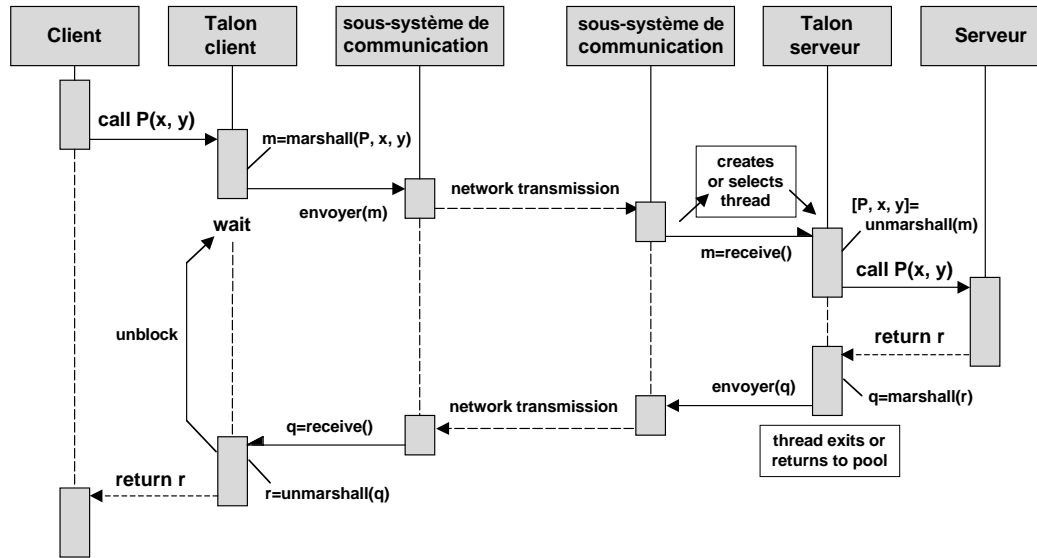 Client
Talon
client
sous-système de
communication
sous-système de
communication
Talon
serveur
Serveur
call P(x, y)
m=marshall(P, x, y)
envoyer(m)
network transmission
creates
or selects
thread
wait
m=receive()
[P, x, y]=
unmarshall(m)
call P(x, y)
unblock
return r
envoyer(q)
q=marshall(r)
network transmission
q=receive()
thread exits or
returns to pool
return r
r=unmarshall(q)